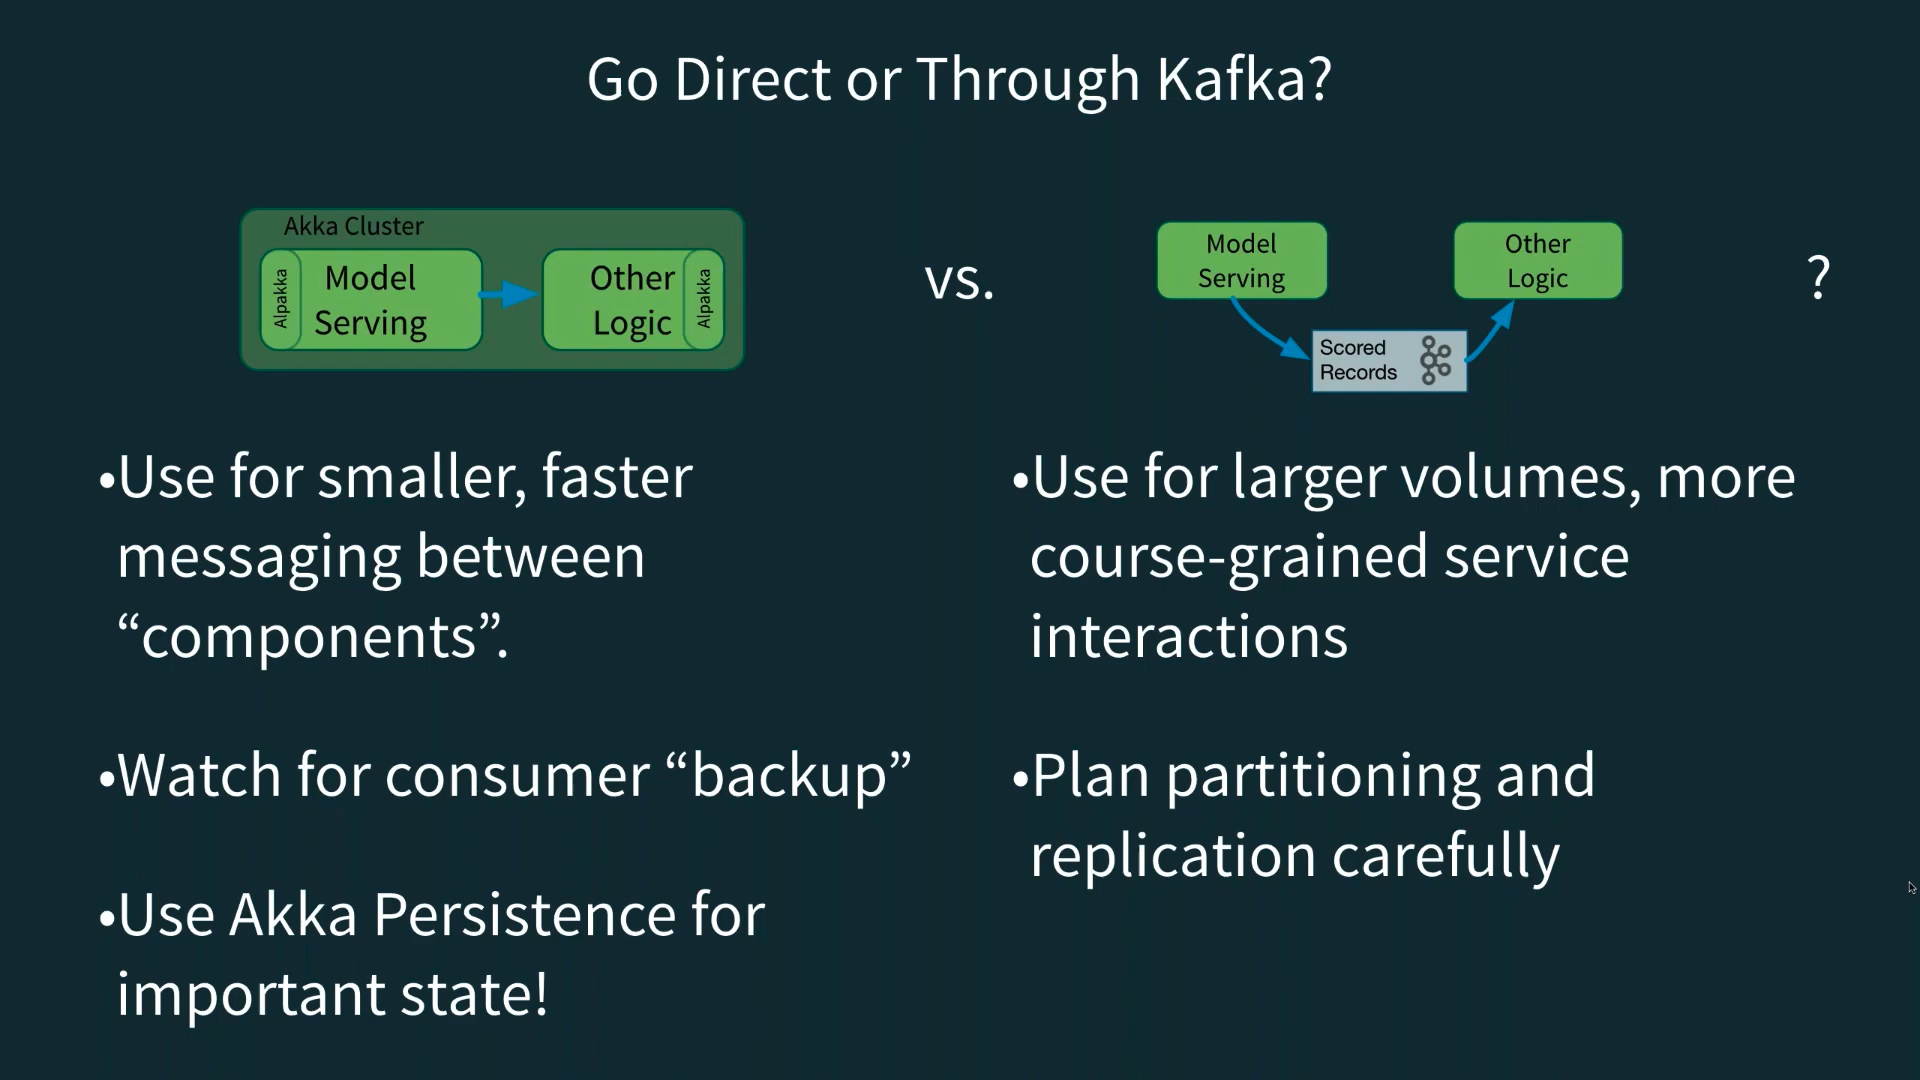 Go Direct or Through Kafka?
Akka Cluster
Alpakka
Model
Serving
Other
Logic
Alpakka
vs.
Model
Serving
Other
Logic
Scored
Records
?
•Use for smaller, faster
messaging between
“components”.
•Watch for consumer “backup”
•Use Akka Persistence for
important state!
•Use for larger volumes, more
course-grained service
interactions
•Plan partitioning and
replication carefully